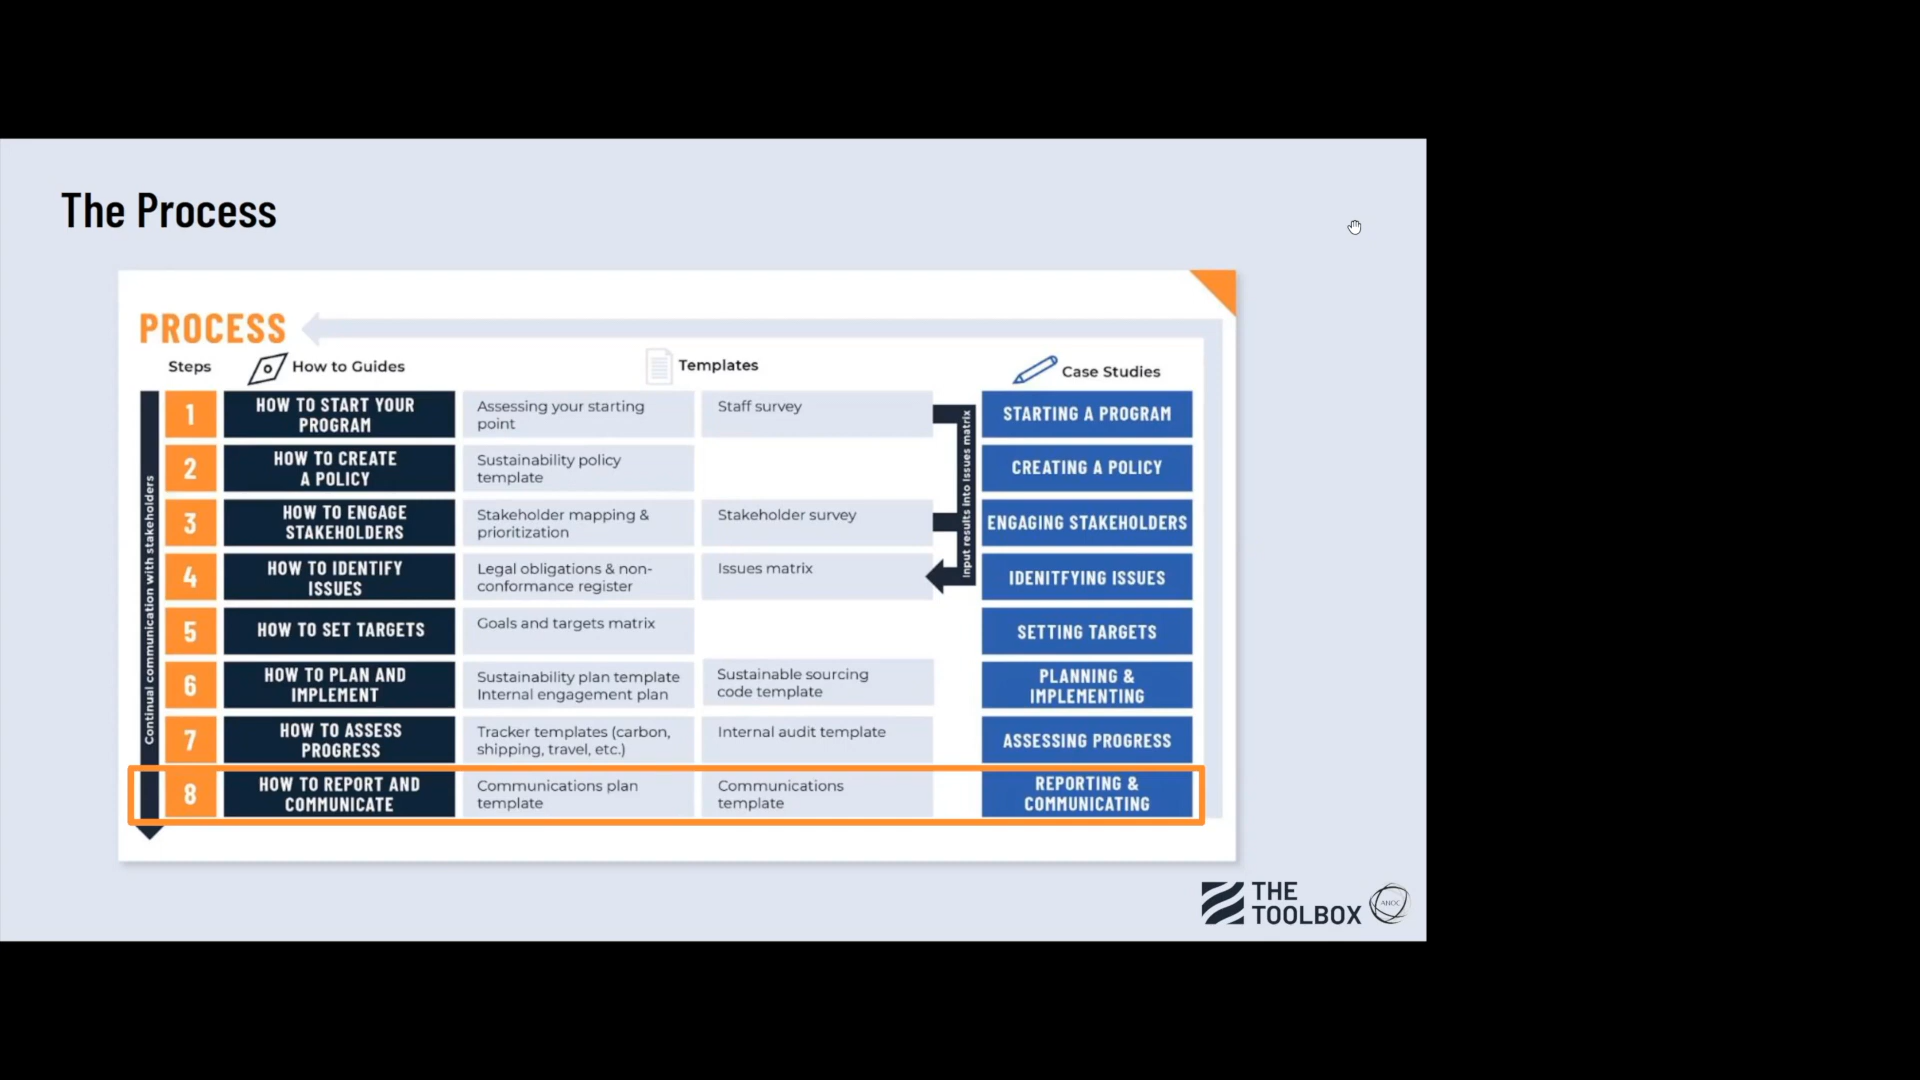 The Process
PROCESS
Steps
How to Guides
Templates
Case Studies
Continual communication with stakeholders
1
HOW TO START YOUR
PROGRAM
Assessing your starting
point
Staff survey
STARTING A PROGRAM
2
HOW TO CREATE
A POLICY
Sustainability policy
template
CREATING A POLICY
3
HOW TO ENGAGE
STAKEHOLDERS
Stakeholder mapping &
prioritization
Stakeholder survey
ENGAGING STAKEHOLDERS
4
HOW TO IDENTIFY
ISSUES
Legal obligations & non-
conformance register
Issues matrix
Input results into Issues matrix
IDENITFYING ISSUES
5
HOW TO SET TARGETS
Goals and targets matrix
SETTING TARGETS
6
HOW TO PLAN AND
IMPLEMENT
Sustainability plan template
Internal engagement plan
Sustainable sourcing
code template
PLANNING &
IMPLEMENTING
7
HOW TO ASSESS
PROGRESS
Tracker templates (carbon,
shipping, travel, etc.)
Internal audit template
ASSESSING PROGRESS
8
HOW TO REPORT AND
COMMUNICATE
Communications plan
template
Communications
template
REPORTING &
COMMUNICATING
THE
TOOLBOX
ANOC